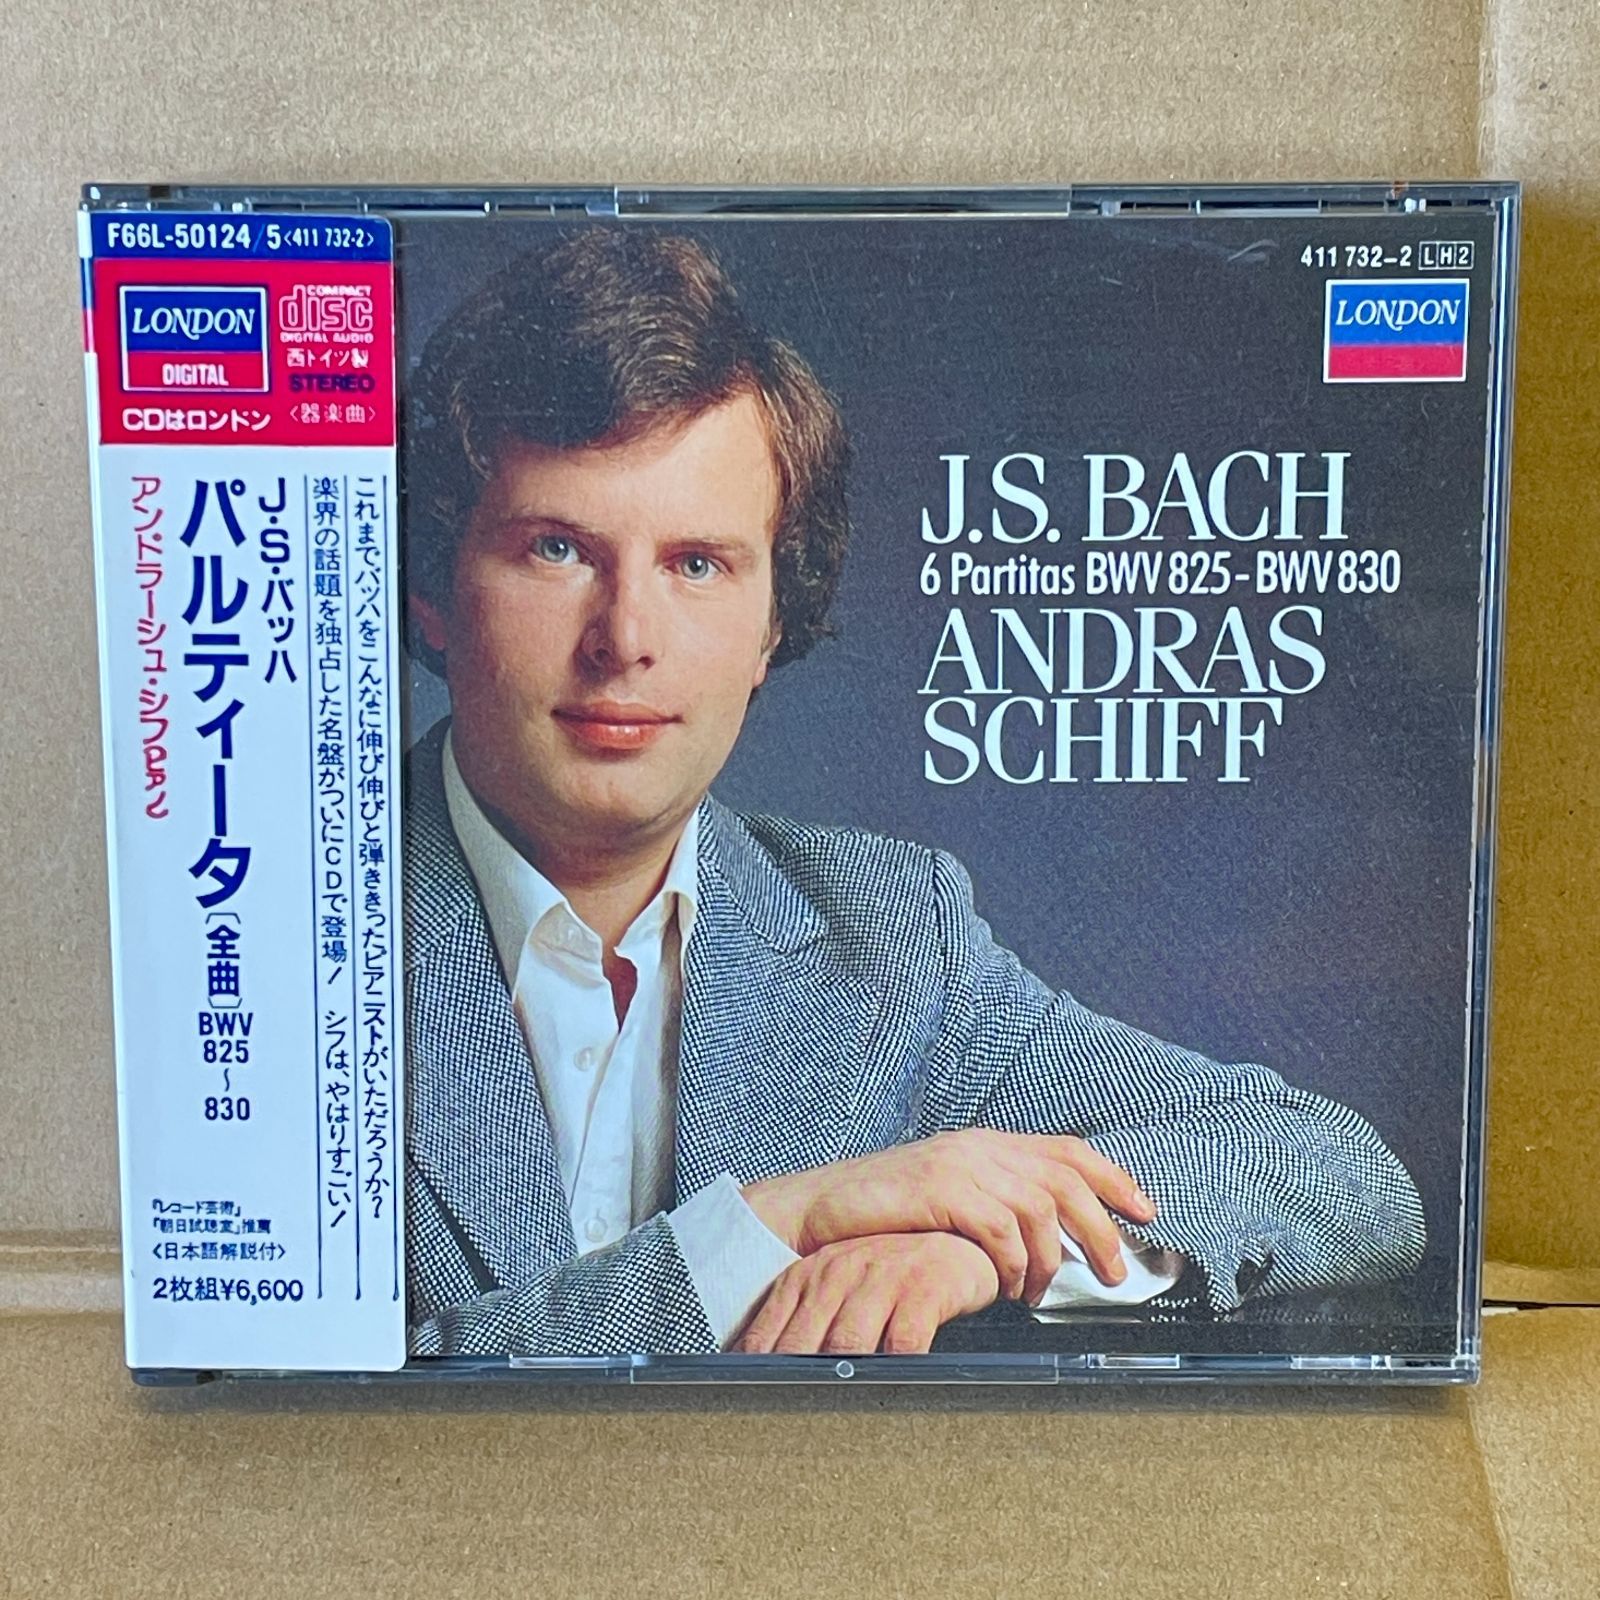 F66L-50124/5<411 732-2>
LONDON
DIGITAL
COMPACT
disc
DIGITAL AUDIO
西ドイツ製
STEREO
CDはロンドン
〈器楽曲〉
これまでバッハをこんなに伸び伸びと弾ききったピアニストがいただろうか?
楽界の話題を独占した名盤がついにCDで登場! シフは、やはりすごい!
J・S・バッハ
パルティータ〔全曲〕BWV
825
〜
830
アンドラーシュ・シフ(ピアノ)
『レコード芸術』
『朝日試聴室』推薦
〈日本語解説付〉
2枚組¥6,600
411 732-2 LH2
LONDON
J.S. BACH
6 Partitas BWV 825-BWV 830
ANDRAS
SCHIFF